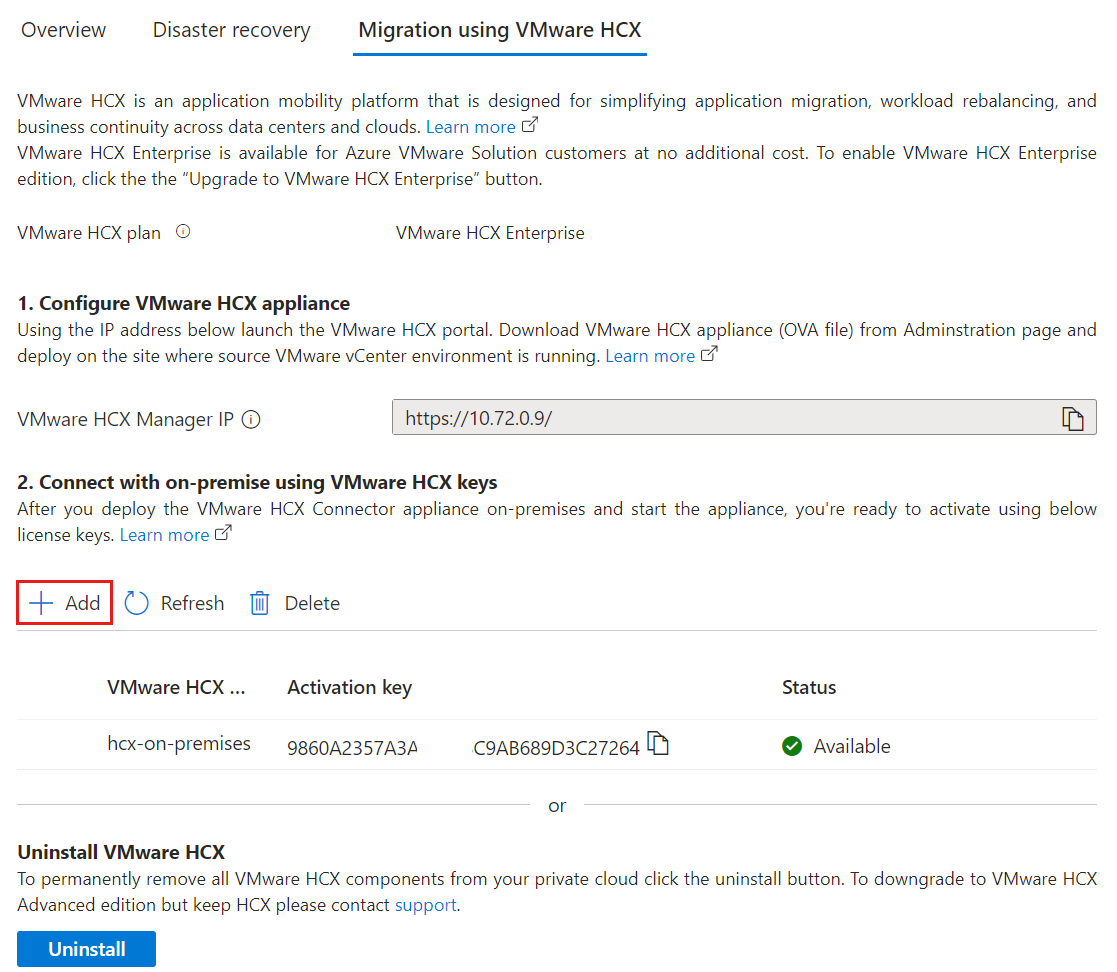 Overview Disaster recovery Migration using VMware HCX
VMware HCX is an application mobility platform that is designed for simplifying application migration, workload rebalancing, and
business continuity across data centers and clouds. Learn more
VMware HCX Enterprise is available for Azure VMware Solution customers at no additional cost. To enable VMware HCX Enterprise
edition, click the the “Upgrade to VMware HCX Enterprise” button.
VMware HCX plan VMware HCX Enterprise
1. Configure VMware HCX appliance
Using the IP address below launch the VMware HCX portal. Download VMware HCX appliance (OVA file) from Adminstration page and
deploy on the site where source VMware vCenter environment is running. Learn more
VMware HCX Manager IP https://10.72.0.9/
2. Connect with on-premise using VMware HCX keys
After you deploy the VMware HCX Connector appliance on-premises and start the appliance, you're ready to activate using below
license keys. Learn more
Add Refresh Delete
VMware HCX ... Activation key Status
hcx-on-premises 9860A2357A3A C9AB689D3C27264 Available
or
Uninstall VMware HCX
To permanently remove all VMware HCX components from your private cloud click the uninstall button. To downgrade to VMware HCX
Advanced edition but keep HCX please contact support.
Uninstall